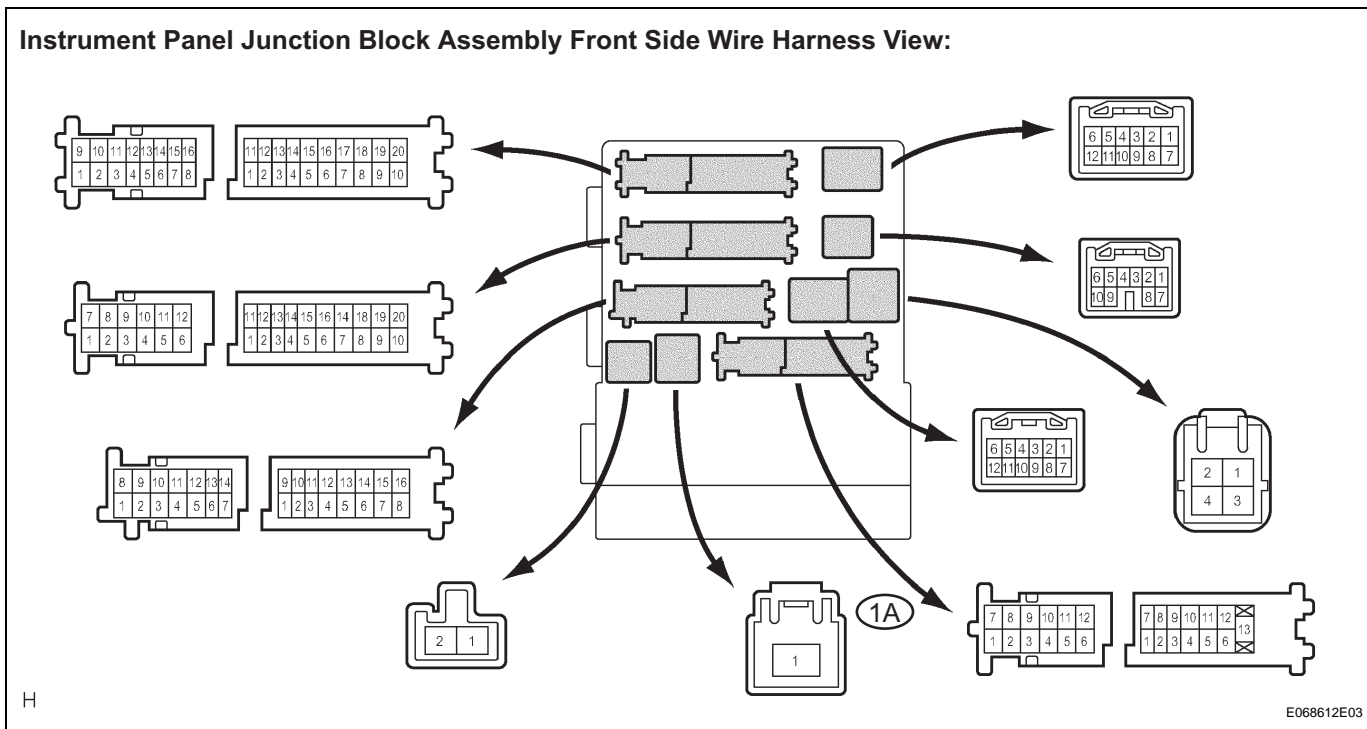 Instrument Panel Junction Block Assembly Front Side Wire Harness View:
9 10 11 12 13 14 15 16
1 2 3 4 5 6 7 8
11 12 13 14 15 16 17 18 19 20
1 2 3 4 5 6 7 8 9 10
6 5 4 3 2 1
12 11 10 9 8 7
7 8 9 10 11 12
1 2 3 4 5 6
11 12 13 14 15 16 14 18 19 20
1 2 3 4 5 6 7 8 9 10
6 5 4 3 2 1
10 9 8 7
8 9 10 11 12 13 14
1 2 3 4 5 6 7
9 10 11 12 13 14 15 16
1 2 3 4 5 6 7 8
6 5 4 3 2 1
12 11 10 9 8 7
2 1
4 3
2 1
1
1A
7 8 9 10 11 12
1 2 3 4 5 6
7 8 9 10 11 12
13
1 2 3 4 5 6
H
E068612E03